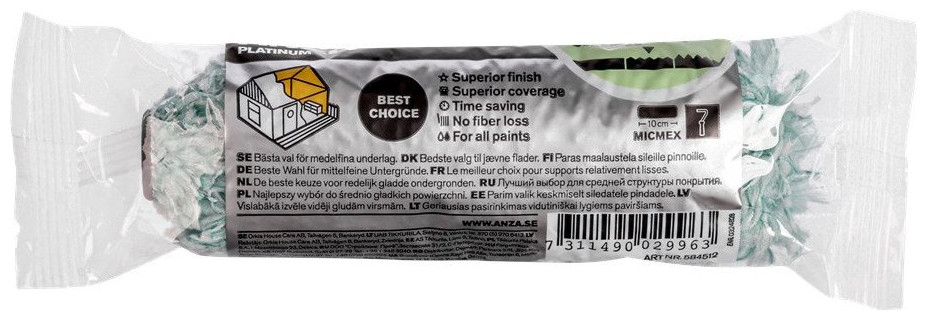 PLATINUM
BEST CHOICE
Superior finish
Superior coverage
Time saving
No fiber loss
For all paints
10cm
MICMEX
SE Bästa val för medelfina underlag. DK Bedste valg til jævne flader. FI Paras maalaustela sileille pinnoille.
DE Beste Wahl für mittelfeine Untergründe. FR Le meilleur choix pour supports relativement lisses.
NL De beste keuze voor redelijk gladde ondergronden. RU Лучший выбор для средней структуры покрытия.
PL Najlepszy wybór do średnio gładkich powierzchni. EE Parim valik keskmiselt siledatele pindadele. LV
Vislabākā izvēle vidēji gludām virsmām. LT Geriausias pasirinkimas vidutiniškai lygiems paviršiams.
WWW.ANZA.SE
7 311490 029963
ART NR. 584512